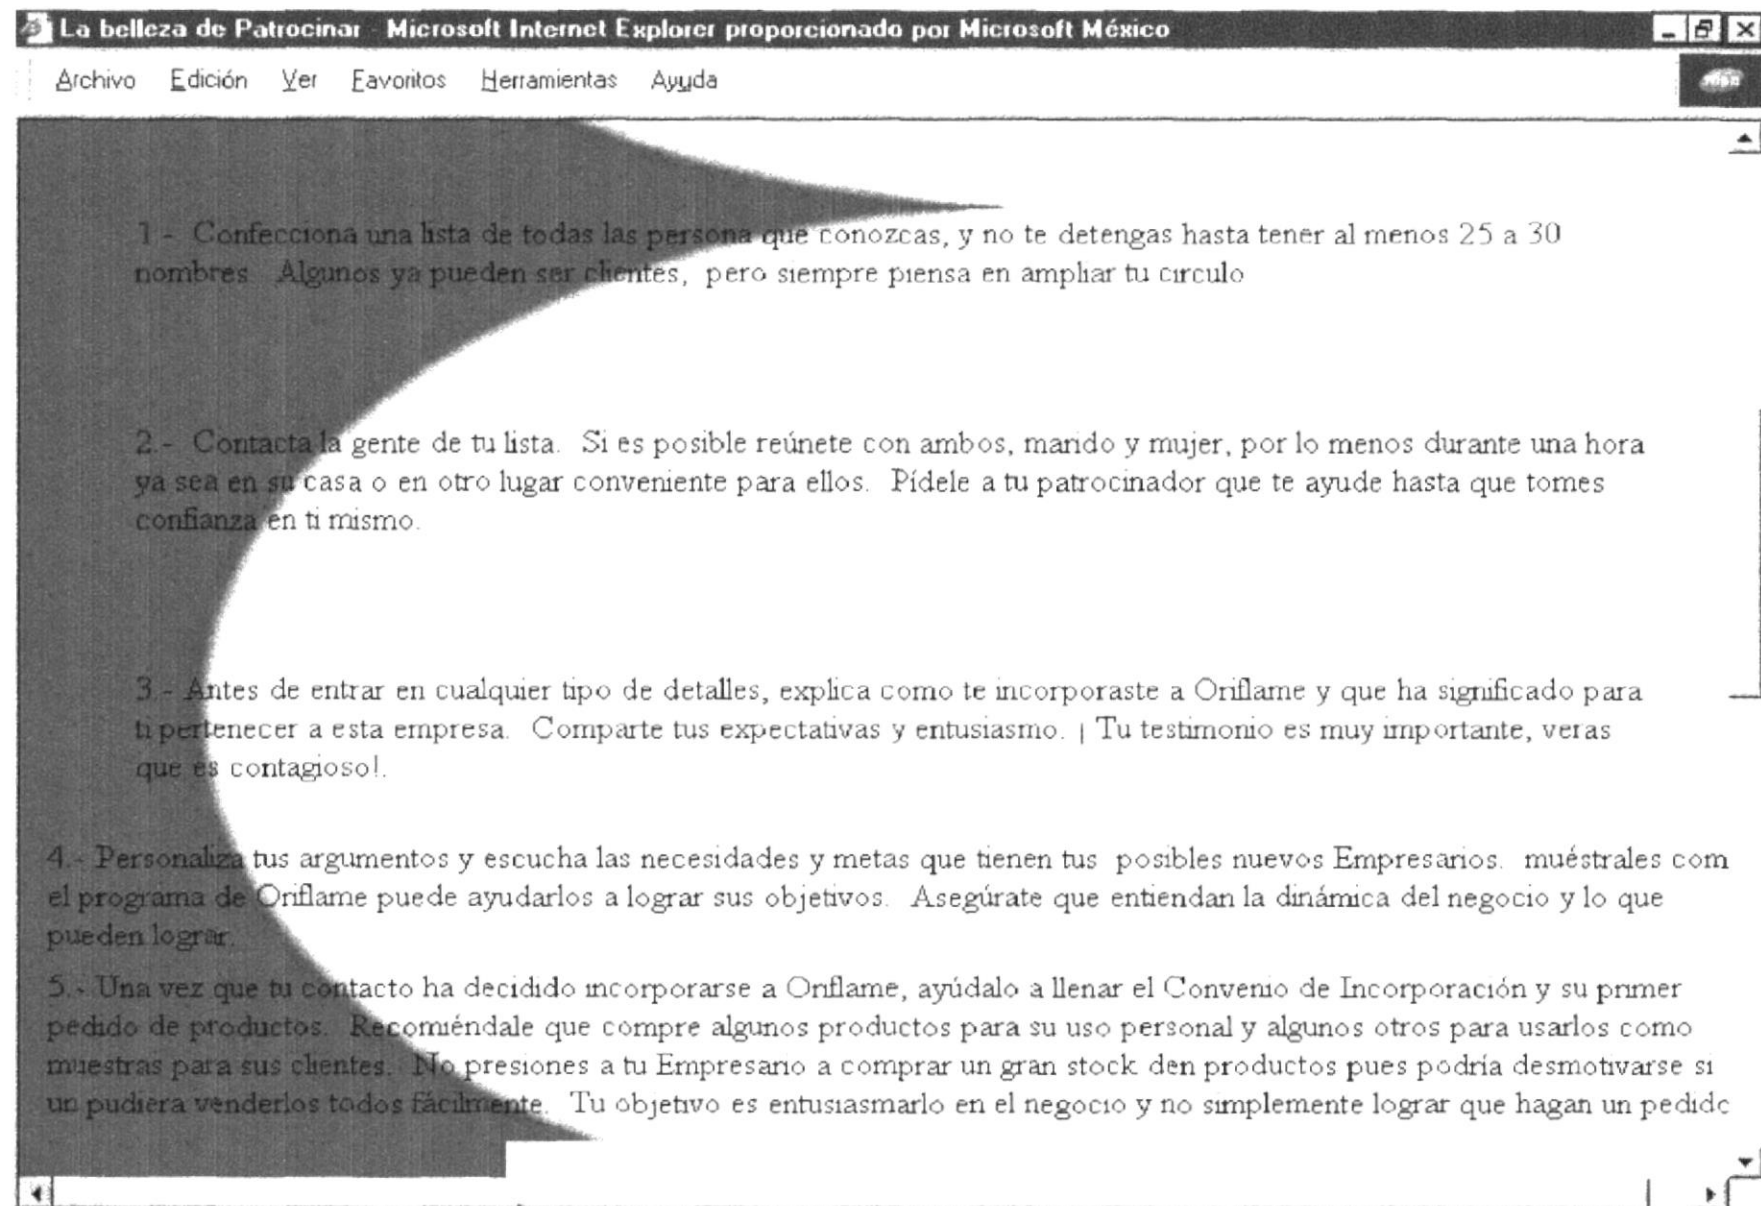 La belleza de Patrocinar - Microsoft Internet Explorer proporcionado por Microsoft México
Archivo Edición Ver Favoritos Herramientas Ayuda
1 - Confecciona una lista de todas las persona que conozcas, y no te detengas hasta tener al menos 25 a 30
nombres Algunos ya pueden ser clientes, pero siempre piensa en ampliar tu circulo
2.- Contacta la gente de tu lista. Si es posible reúnete con ambos, marido y mujer, por lo menos durante una hora
ya sea en su casa o en otro lugar conveniente para ellos. Pídele a tu patrocinador que te ayude hasta que tomes
confianza en ti mismo.
3.- Antes de entrar en cualquier tipo de detalles, explica como te incorporaste a Oriflame y que ha significado para
ti pertenecer a esta empresa. Comparte tus expectativas y entusiasmo. ¡ Tu testimonio es muy importante, veras
que es contagioso!.
4.- Personaliza tus argumentos y escucha las necesidades y metas que tienen tus posibles nuevos Empresarios. muéstrales com
el programa de Oriflame puede ayudarlos a lograr sus objetivos. Asegúrate que entiendan la dinámica del negocio y lo que
pueden lograr.
5.- Una vez que tu contacto ha decidido incorporarse a Oriflame, ayúdalo a llenar el Convenio de Incorporación y su primer
pedido de productos. Recomiéndale que compre algunos productos para su uso personal y algunos otros para usarlos como
muestras para sus clientes. No presiones a tu Empresario a comprar un gran stock den productos pues podría desmotivarse si
un pudiera venderlos todos fácilmente. Tu objetivo es entusiasmarlo en el negocio y no simplemente lograr que hagan un pedido